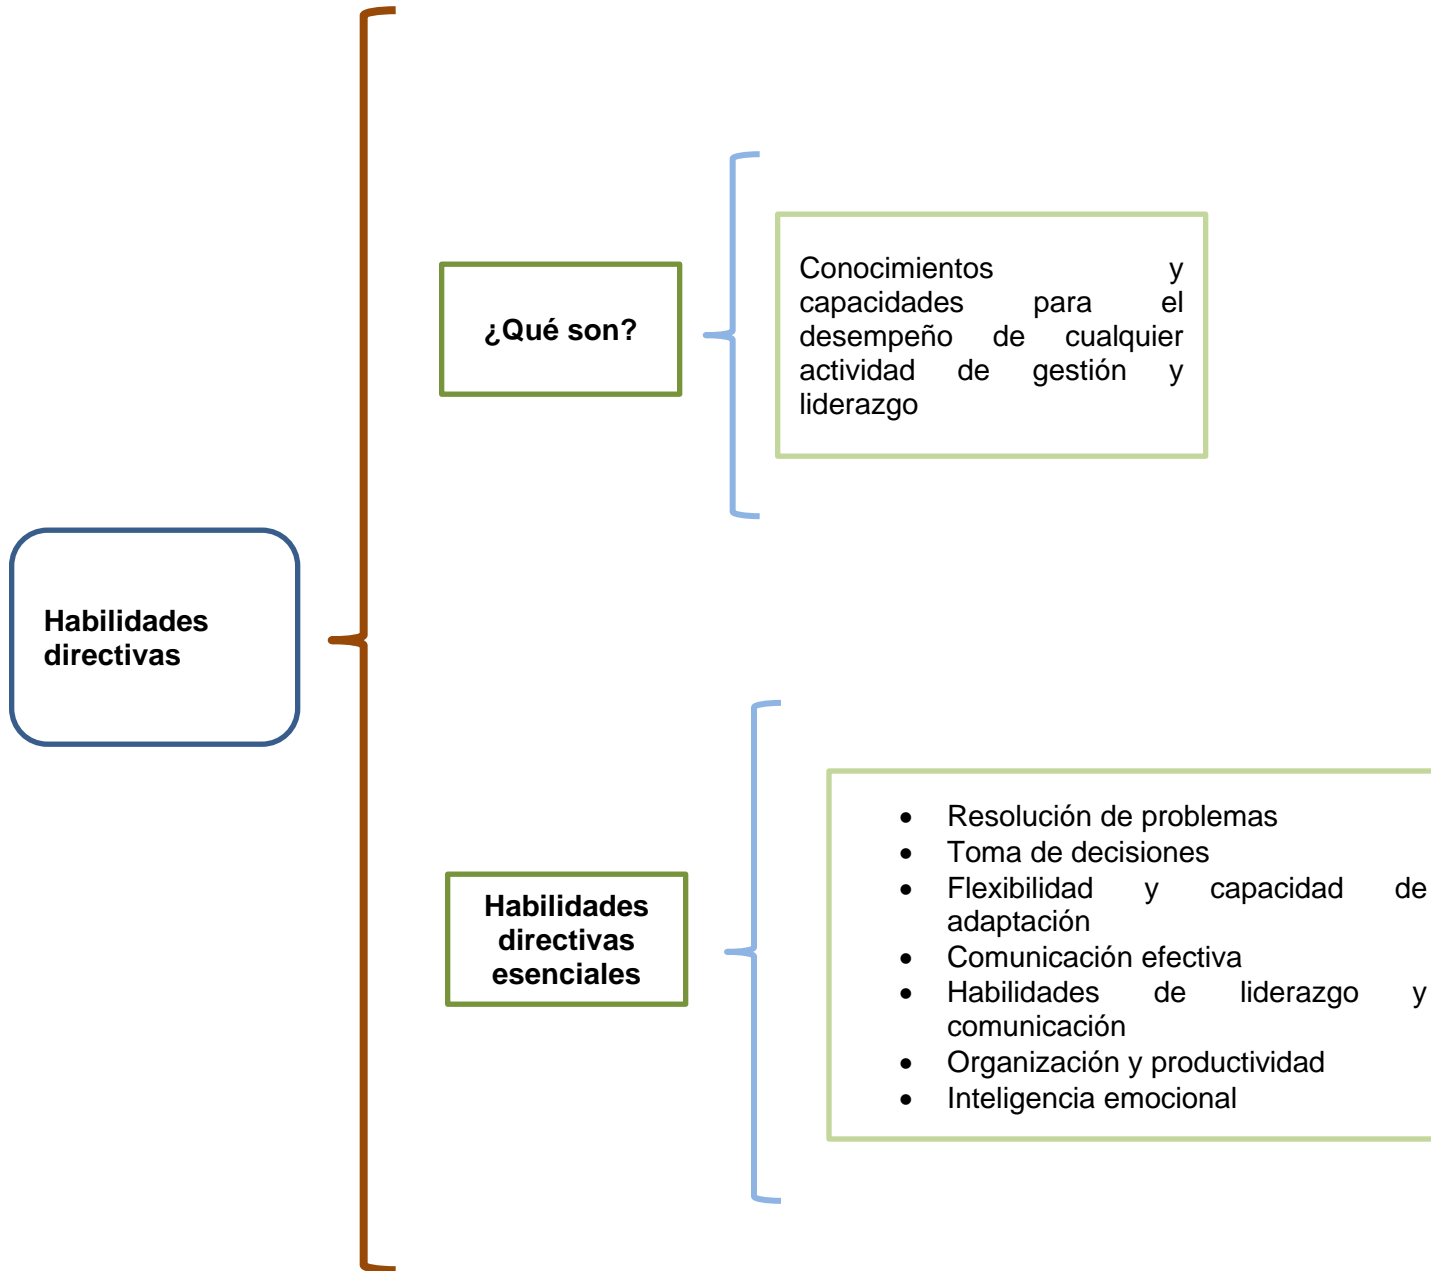 Habilidades
directivas
¿Qué son?
Conocimientos y
capacidades para el
desempeño de cualquier
actividad de gestión y
liderazgo
Habilidades
directivas
esenciales
• Resolución de problemas
• Toma de decisiones
• Flexibilidad y capacidad de
adaptación
• Comunicación efectiva
• Habilidades de liderazgo y
comunicación
• Organización y productividad
• Inteligencia emocional